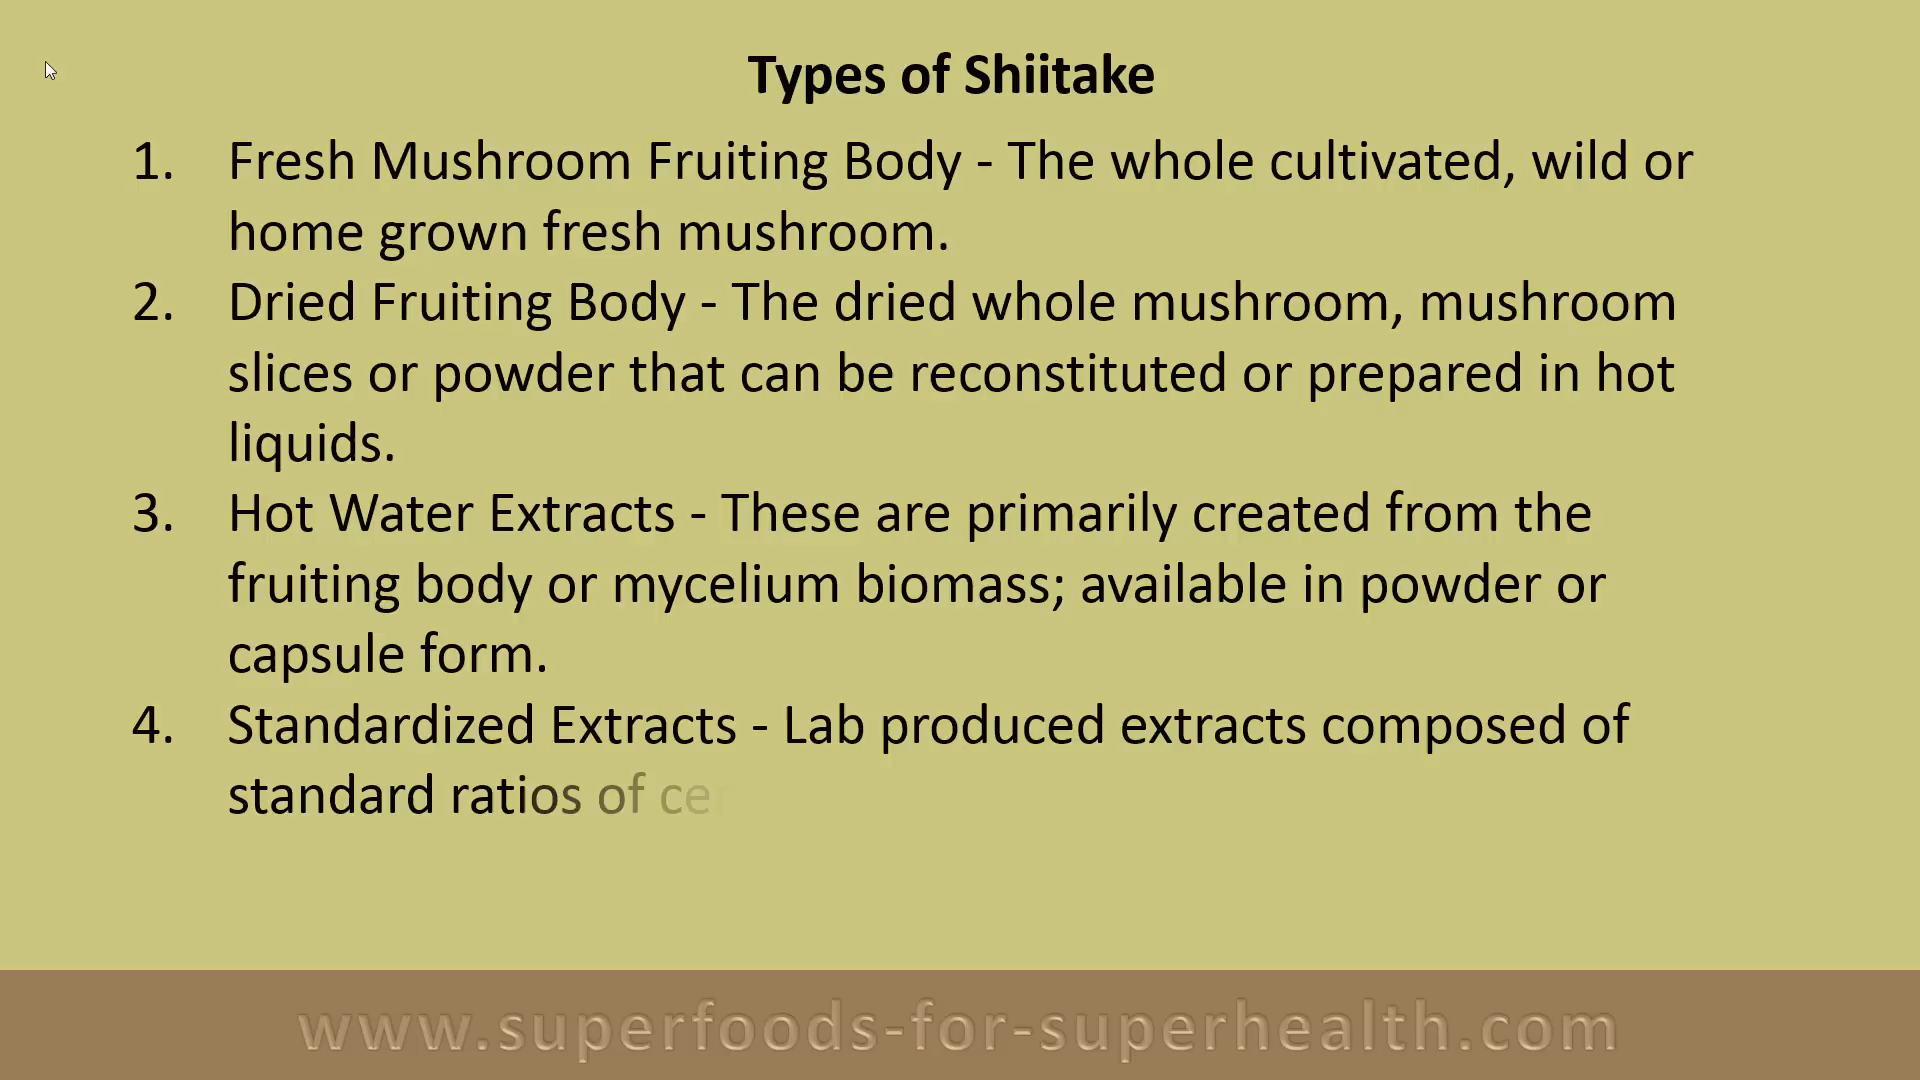 Types of Shiitake
1. Fresh Mushroom Fruiting Body - The whole cultivated, wild or
home grown fresh mushroom.
2. Dried Fruiting Body - The dried whole mushroom, mushroom
slices or powder that can be reconstituted or prepared in hot
liquids.
3. Hot Water Extracts - These are primarily created from the
fruiting body or mycelium biomass; available in powder or
capsule form.
4. Standardized Extracts - Lab produced extracts composed of
standard ratios of
www.superfoods-for-superhealth.com